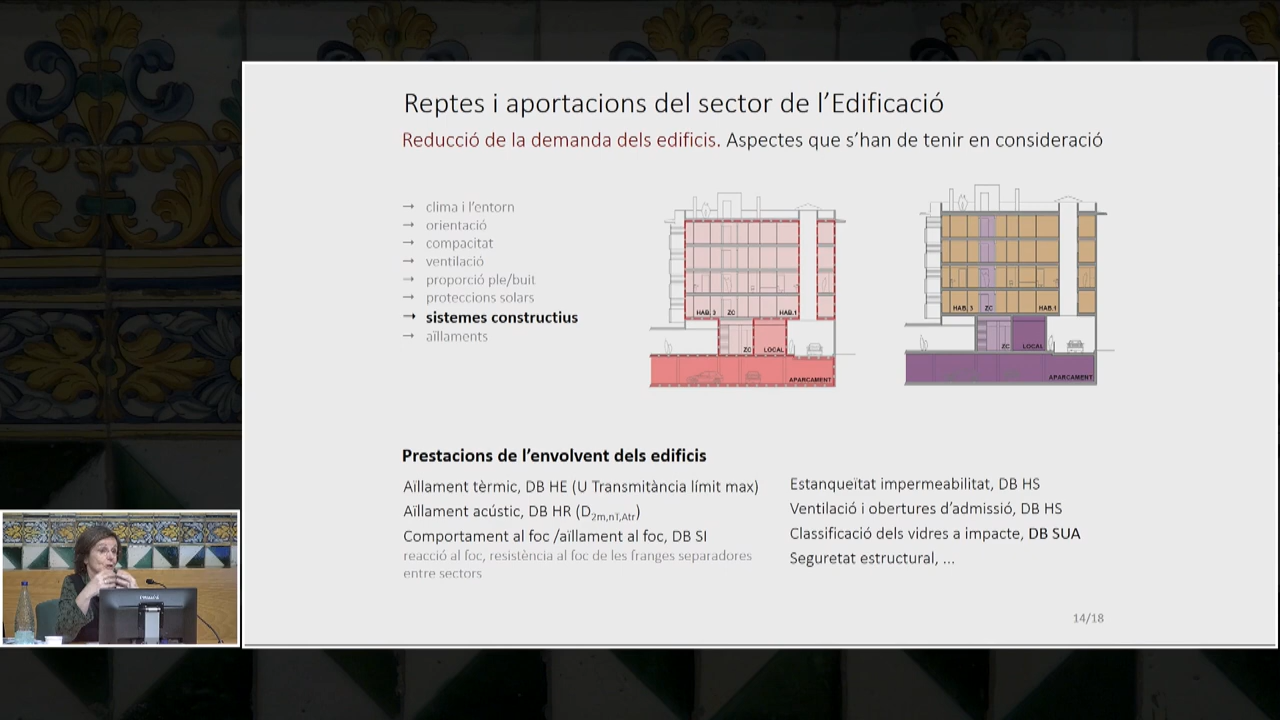 Reptes i aportacions del sector de l'Edificació
Reducció de la demanda dels edificis. Aspectes que s'han de tenir en consideració
→ clima i l'entorn
→ orientació
→ compacitat
→ ventilació
→ proporció ple/buit
→ proteccions solars
→ sistemes constructius
→ aïllaments
HAB. 3 ZC HAB.1
ZC LOCAL
APARCAMENT
HAB. 3 ZC HAB.1
ZC LOCAL
APARCAMENT
Prestacions de l'envolvent dels edificis
Aïllament tèrmic, DB HE (U Transmitància límit max)
Aïllament acústic, DB HR (D2m,nT,Atr)
Comportament al foc /aïllament al foc, DB SI
reacció al foc, resistència al foc de les franges separadores
entre sectors
Estanqueïtat impermeabilitat, DB HS
Ventilació i obertures d'admissió, DB HS
Classificació dels vidres a impacte, DB SUA
Seguretat estructural, ...
14/18